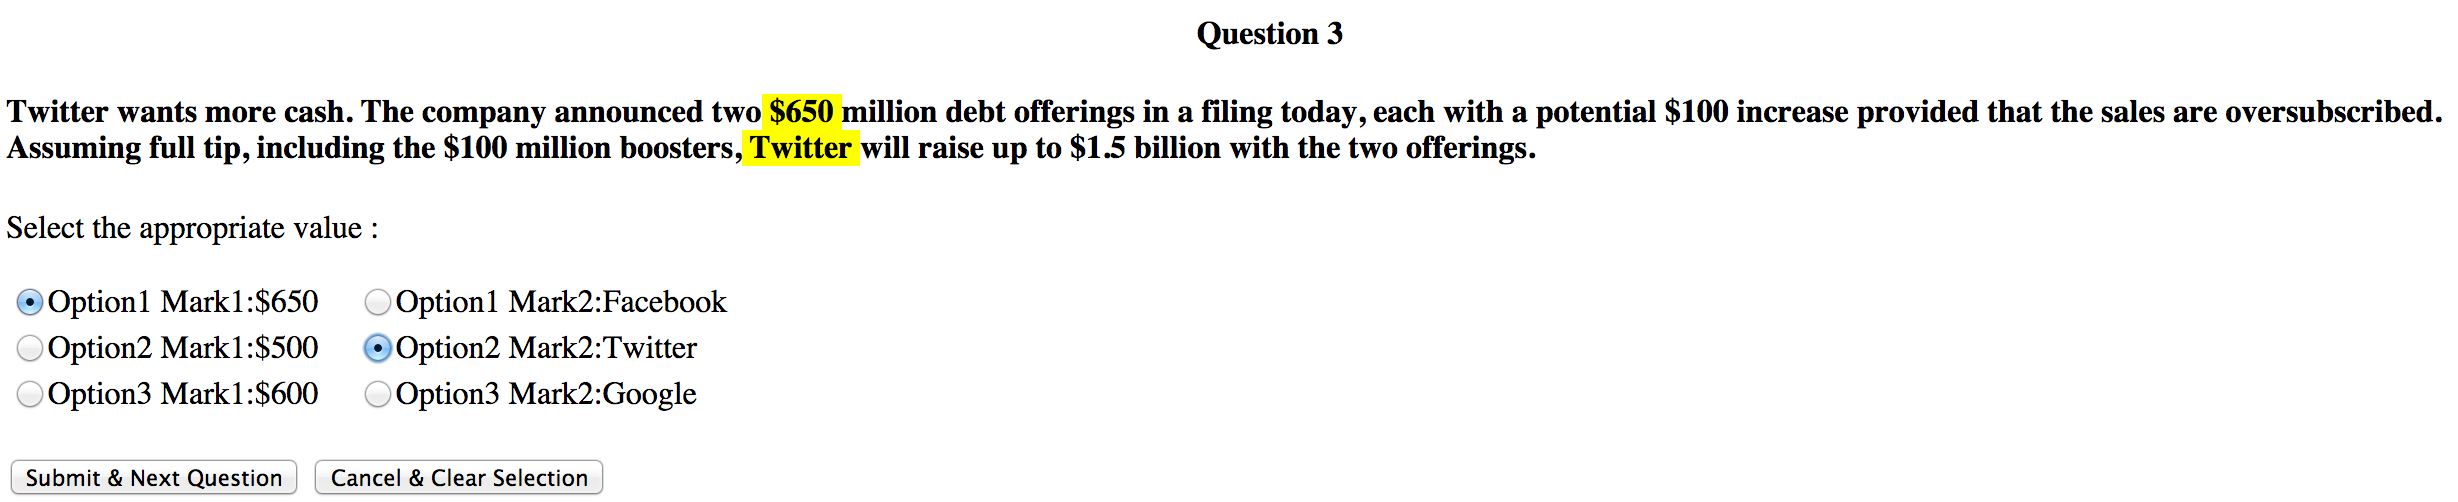 Question 3
Twitter wants more cash. The company announced two $650 million debt offerings in a filing today, each with a potential $100 increase provided that the sales are oversubscribed.
Assuming full tip, including the $100 million boosters, Twitter will raise up to $1.5 billion with the two offerings.
Select the appropriate value :
Option1 Mark1:$650 Option1 Mark2:Facebook
Option2 Mark1:$500 Option2 Mark2:Twitter
Option3 Mark1:$600 Option3 Mark2:Google
Submit & Next Question Cancel & Clear Selection